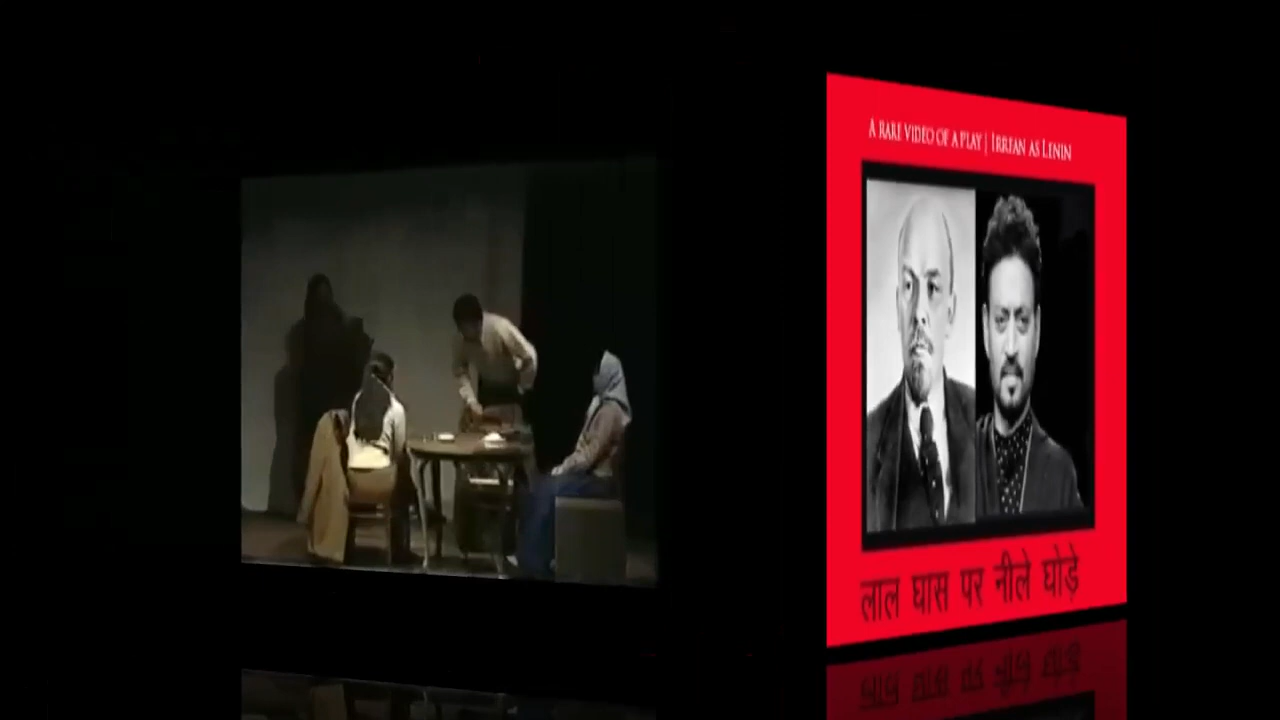 A RARE VIDEO OF A PLAY | IRRFAN AS LENIN
लाल घास पर नीले घोड़े